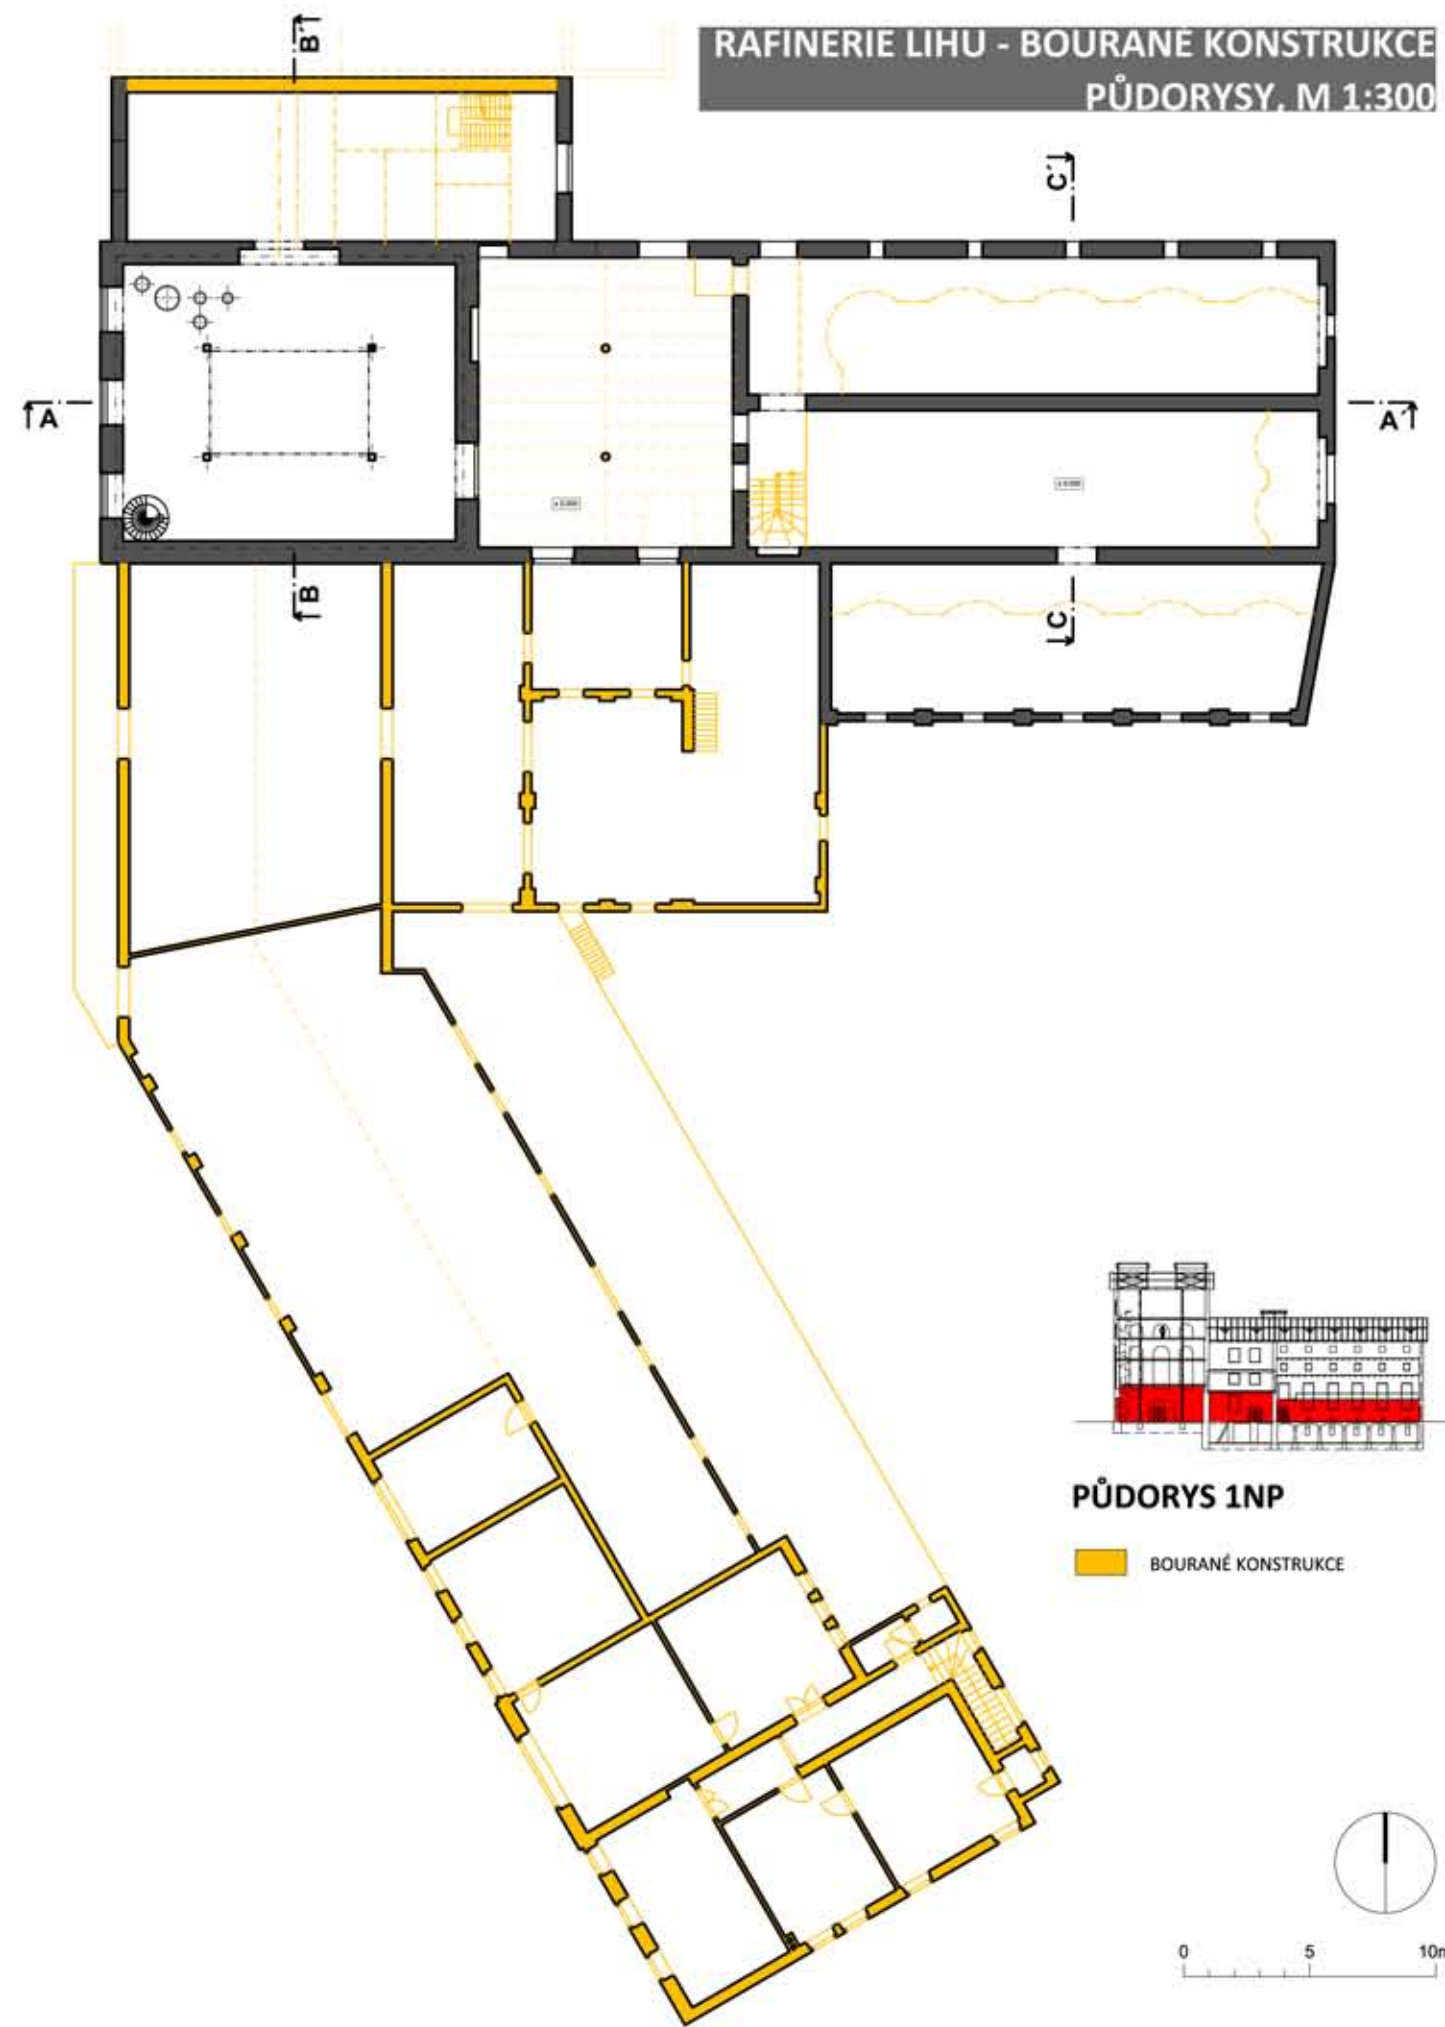 RAFINERIE LIHU - BOURANÉ KONSTRUKCE
PŮDORYSY, M 1:300
B´
C´
A
A´
B
C
PŮDORYS 1NP
BOURANÉ KONSTRUKCE
0 5 10m